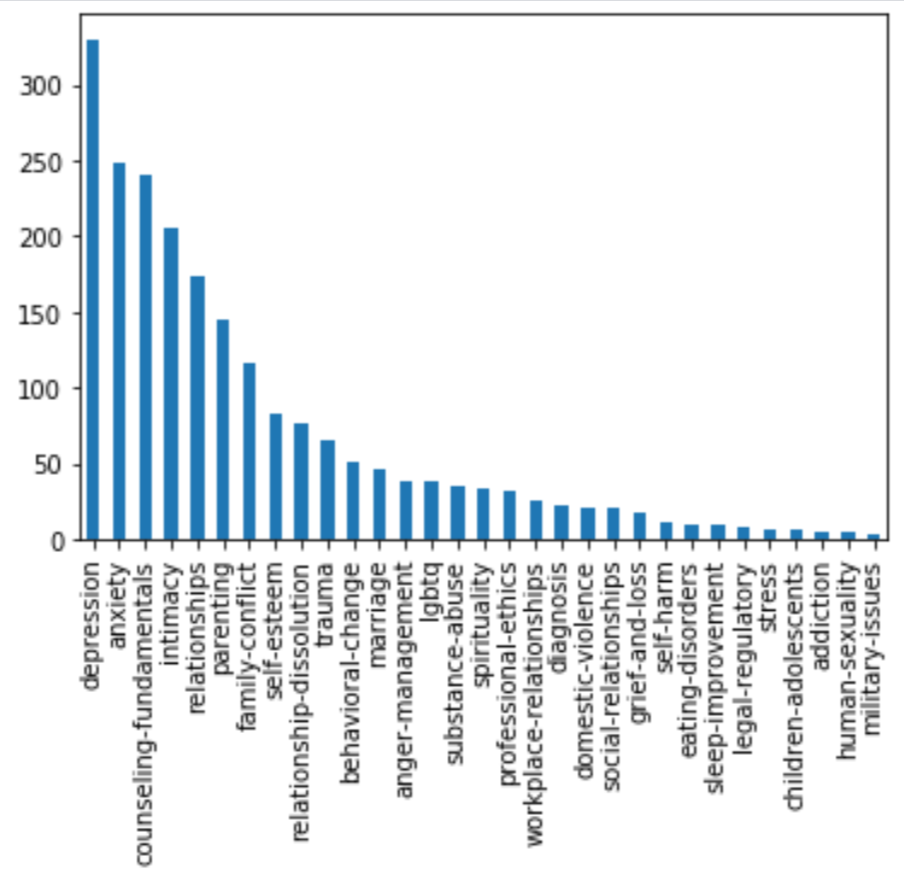 300
250
200
150
100
50
0
depression
anxiety
counseling-fundamentals
intimacy
relationships
parenting
family-conflict
self-esteem
relationship-dissolution
trauma
behavioral-change
marriage
anger-management
lgbtq
substance-abuse
spirituality
professional-ethics
workplace-relationships
diagnosis
domestic-violence
social-relationships
grief-and-loss
self-harm
eating-disorders
sleep-improvement
legal-regulatory
stress
children-adolescents
addiction
human-sexuality
military-issues